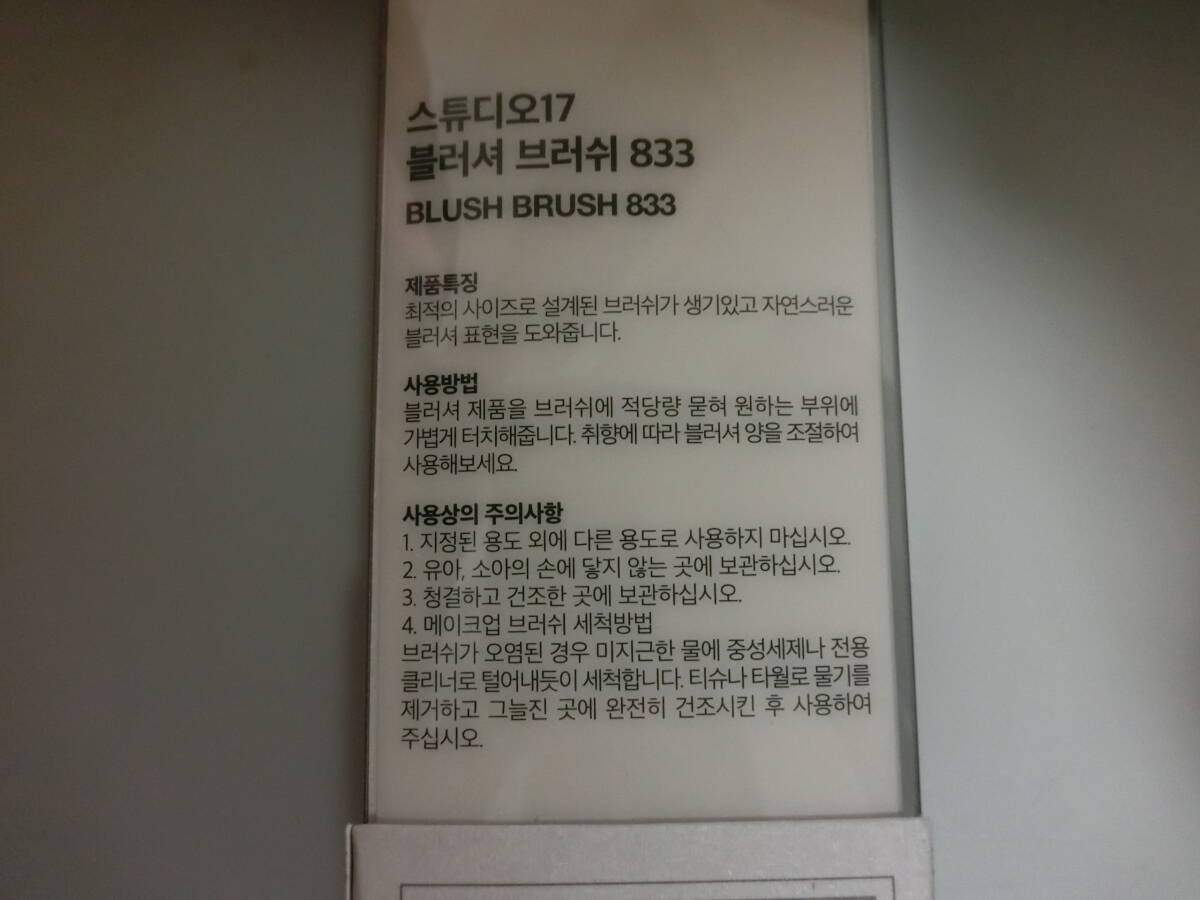 스튜디오17
블러셔 브러쉬 833
BLUSH BRUSH 833
제품특징
최적의 사이즈로 설계된 브러쉬가 생기있고 자연스러운
블러셔 표현을 도와줍니다.
사용방법
블러셔 제품을 브러쉬에 적당량 묻혀 원하는 부위에
가볍게 터치해줍니다. 취향에 따라 블러셔 양을 조절하여
사용해보세요.
사용상의 주의사항
1. 지정된 용도 외에 다른 용도로 사용하지 마십시오.
2. 유아, 소아의 손에 닿지 않는 곳에 보관하십시오.
3. 청결하고 건조한 곳에 보관하십시오.
4. 메이크업 브러쉬 세척방법
브러쉬가 오염된 경우 미지근한 물에 중성세제나 전용
클리너로 털어내듯이 세척합니다. 티슈나 타월로 물기를
제거하고 그늘진 곳에 완전히 건조시킨 후 사용하여
주십시오.